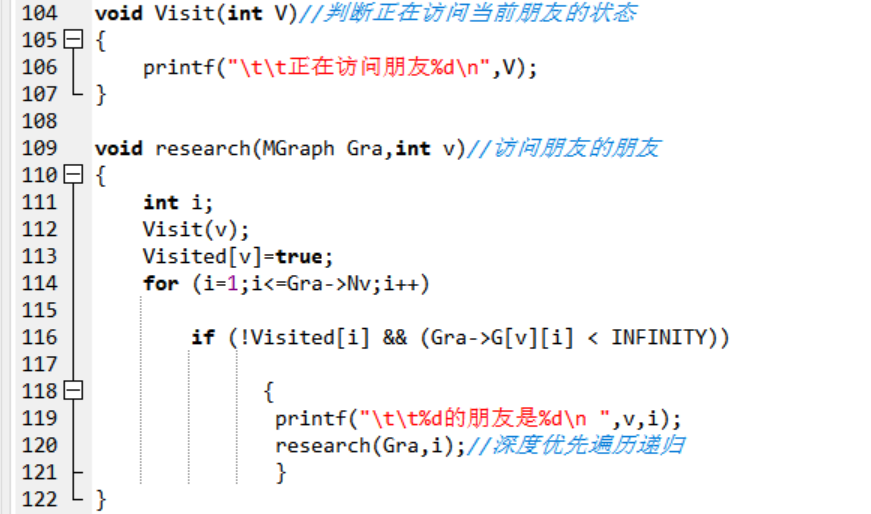 104 void Visit(int V)//判断正在访问当前朋友的状态
105 {
106 printf("\t\t正在访问朋友%d\n",V);
107 }
108
109 void research(MGraph Gra,int v)//访问朋友的朋友
110 {
111 int i;
112 Visit(v);
113 Visited[v]=true;
114 for (i=1;i<=Gra->Nv;i++)
115
116 if (!Visited[i] && (Gra->G[v][i] < INFINITY))
117
118 {
119 printf("\t\t%d的朋友是%d\n ",v,i);
120 research(Gra,i);//深度优先遍历递归
121 }
122 }